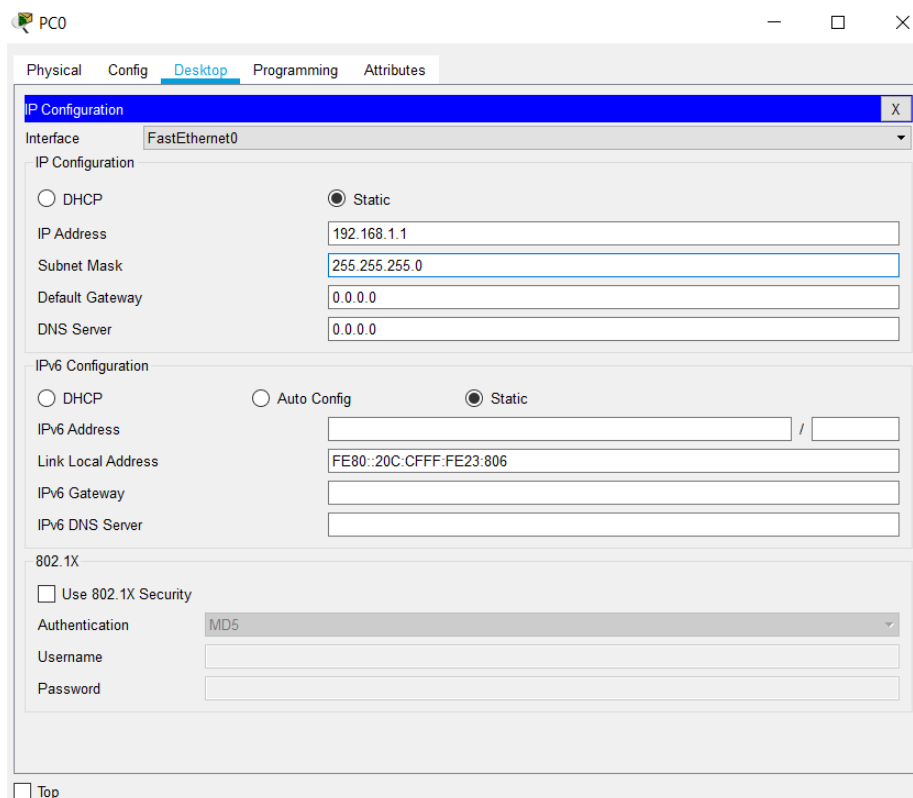 PC0
Physical Config Desktop Programming Attributes
IP Configuration X
Interface FastEthernet0
IP Configuration
DHCP Static
IP Address 192.168.1.1
Subnet Mask 255.255.255.0
Default Gateway 0.0.0.0
DNS Server 0.0.0.0
IPv6 Configuration
DHCP Auto Config Static
IPv6 Address /
Link Local Address FE80::20C:CFFF:FE23:806
IPv6 Gateway
IPv6 DNS Server
802.1X
Use 802.1X Security
Authentication MD5
Username
Password
Top